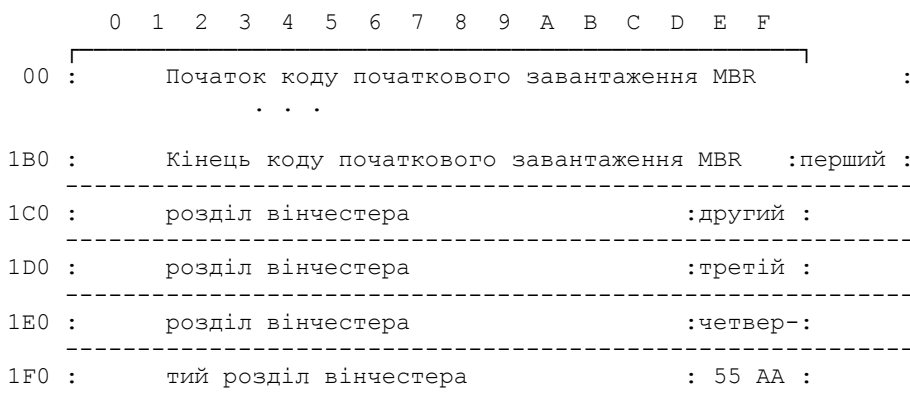 0 1 2 3 4 5 6 7 8 9 A B C D E F
00 : Початок коду початкового завантаження MBR :
. . .
1B0 : Кінець коду початкового завантаження MBR :перший :
1C0 : розділ вінчестера :другий :
1D0 : розділ вінчестера :третій :
1E0 : розділ вінчестера :четвер-:
1F0 : тий розділ вінчестера : 55 AA :